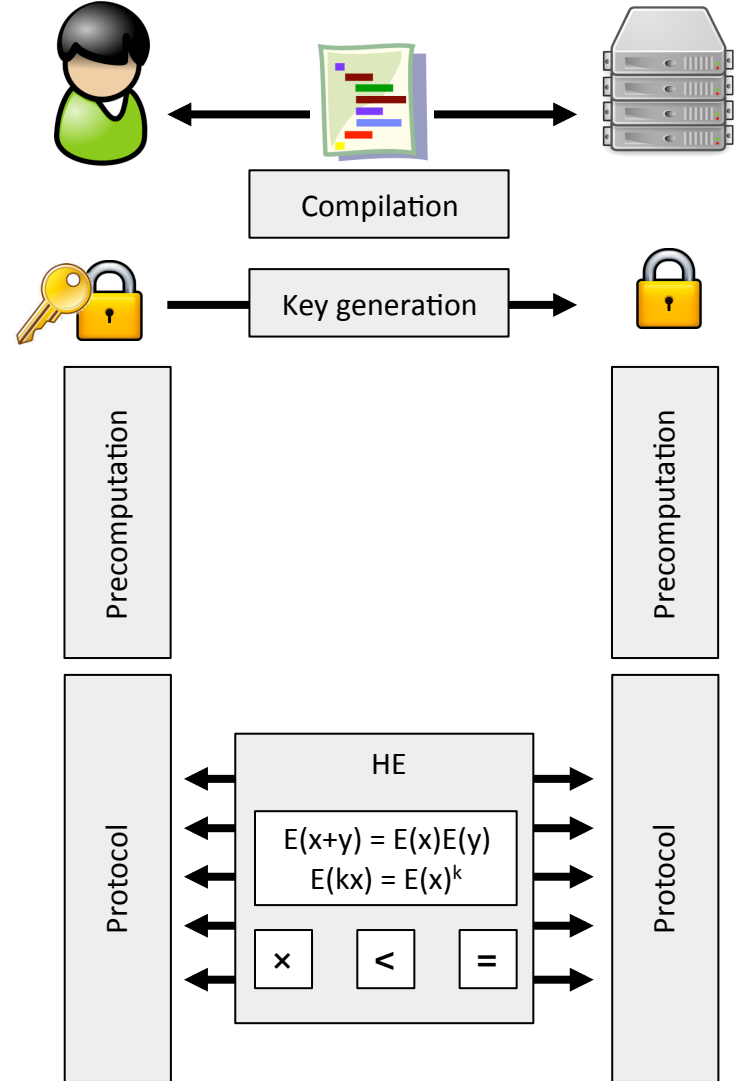 Compilation
Key generation
Precomputation
Precomputation
Protocol
HE
E(x+y) = E(x)E(y)
E(kx) = E(x)ᵏ
× < =
Protocol